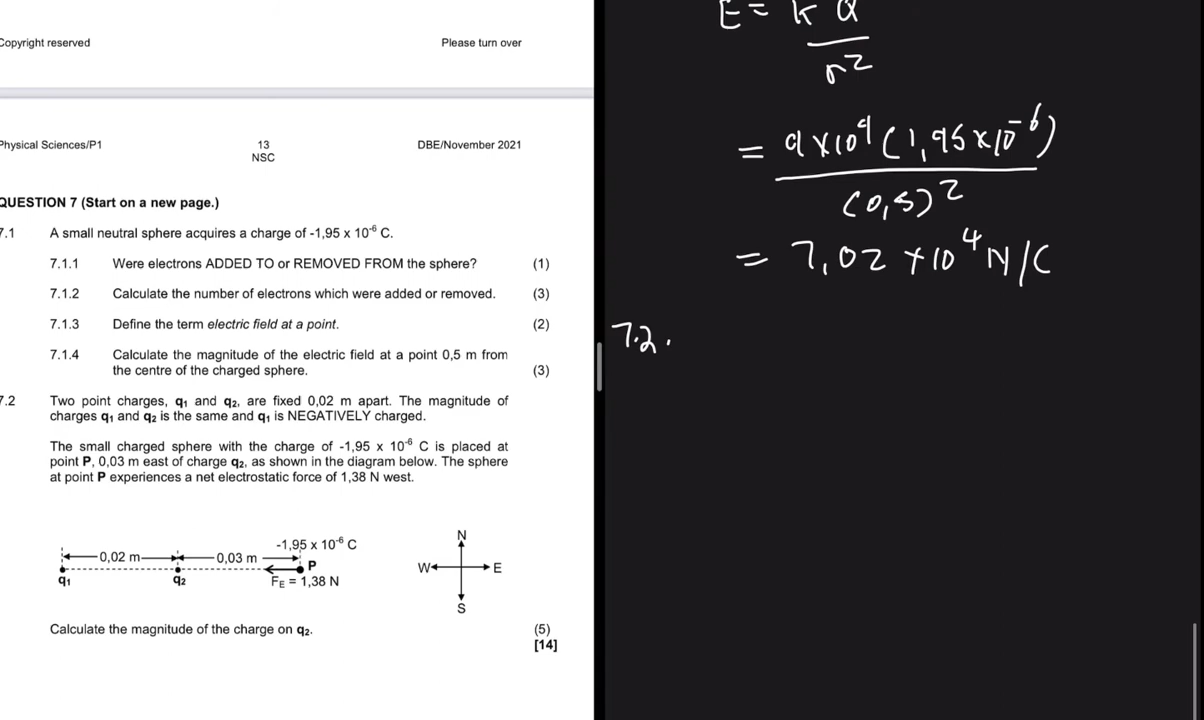 Copyright reserved
Please turn over
Physical Sciences/P1
13
NSC
DBE/November 2021
QUESTION 7 (Start on a new page.)
7.1 A small neutral sphere acquires a charge of -1,95 x 10⁻⁶ C.
7.1.1 Were electrons ADDED TO or REMOVED FROM the sphere? (1)
7.1.2 Calculate the number of electrons which were added or removed. (3)
7.1.3 Define the term electric field at a point. (2)
7.1.4 Calculate the magnitude of the electric field at a point 0,5 m from
the centre of the charged sphere. (3)
7.2 Two point charges, q₁ and q₂, are fixed 0,02 m apart. The magnitude of
charges q₁ and q₂ is the same and q₁ is NEGATIVELY charged.
The small charged sphere with the charge of -1,95 x 10⁻⁶ C is placed at
point P, 0,03 m east of charge q₂, as shown in the diagram below. The sphere
at point P experiences a net electrostatic force of 1,38 N west.
-1,95 x 10⁻⁶ C
0,02 m
0,03 m
P
q₁
q₂
F_E = 1,38 N
N
W
E
S
Calculate the magnitude of the charge on q₂. (5)
[14]
E = k Q
r²
= 9 × 10⁹ (1,95 × 10⁻⁶)
(0,5)²
= 7,02 × 10⁴ N/C
7.2.